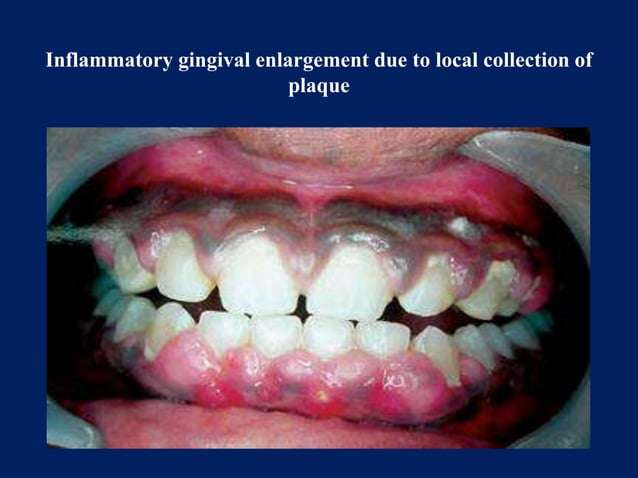 Inflammatory gingival enlargement due to local collection of
plaque